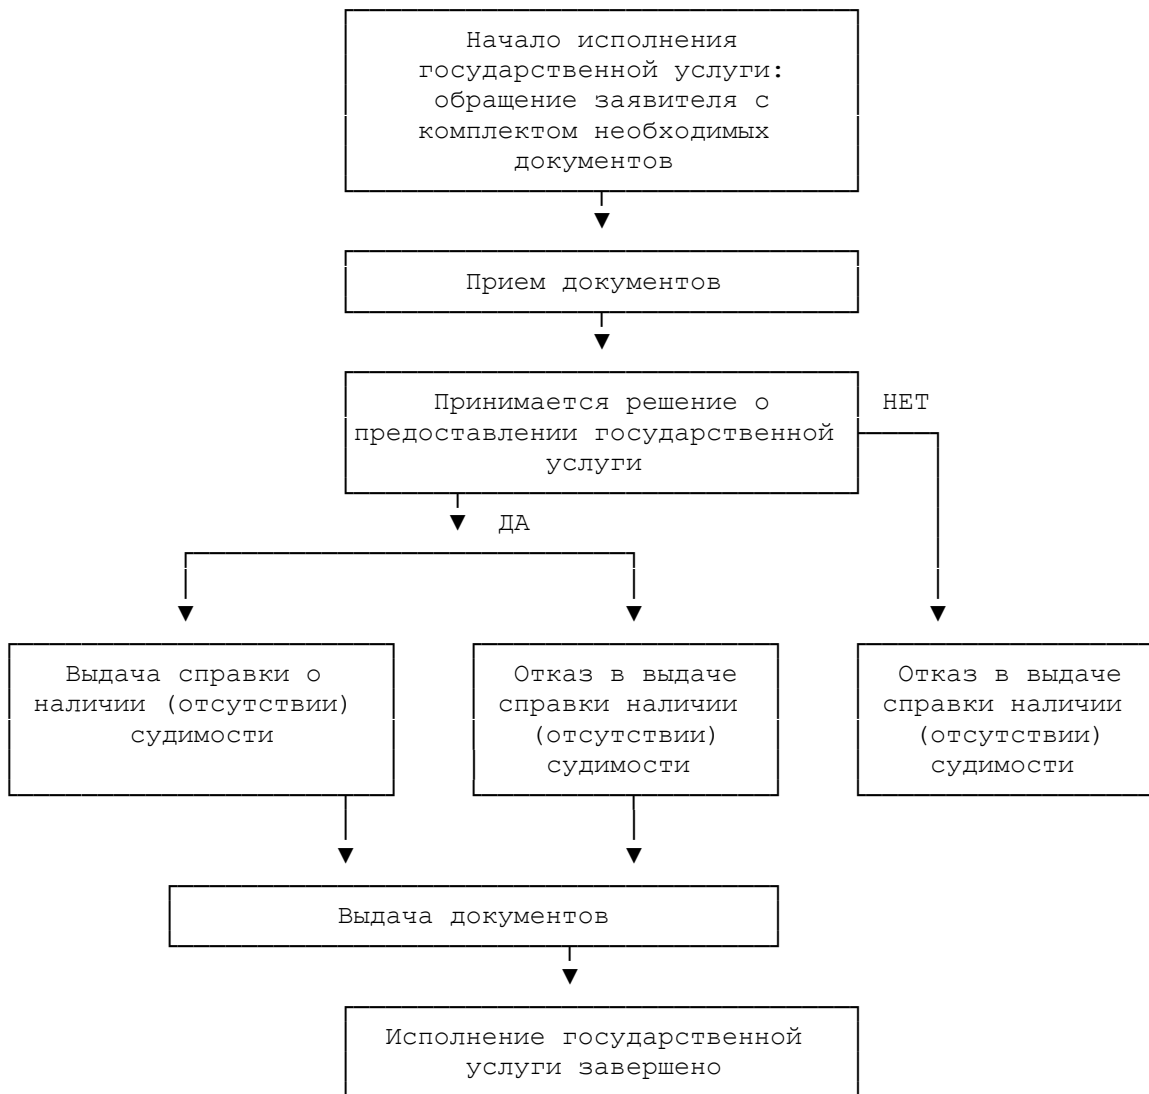 Начало исполнения
государственной услуги:
обращение заявителя с
комплектом необходимых
документов
Прием документов
Принимается решение о
предоставлении государственной
услуги
НЕТ
ДА
Выдача справки о
наличии (отсутствии)
судимости
Отказ в выдаче
справки наличии
(отсутствии)
судимости
Отказ в выдаче
справки наличии
(отсутствии)
судимости
Выдача документов
Исполнение государственной
услуги завершено